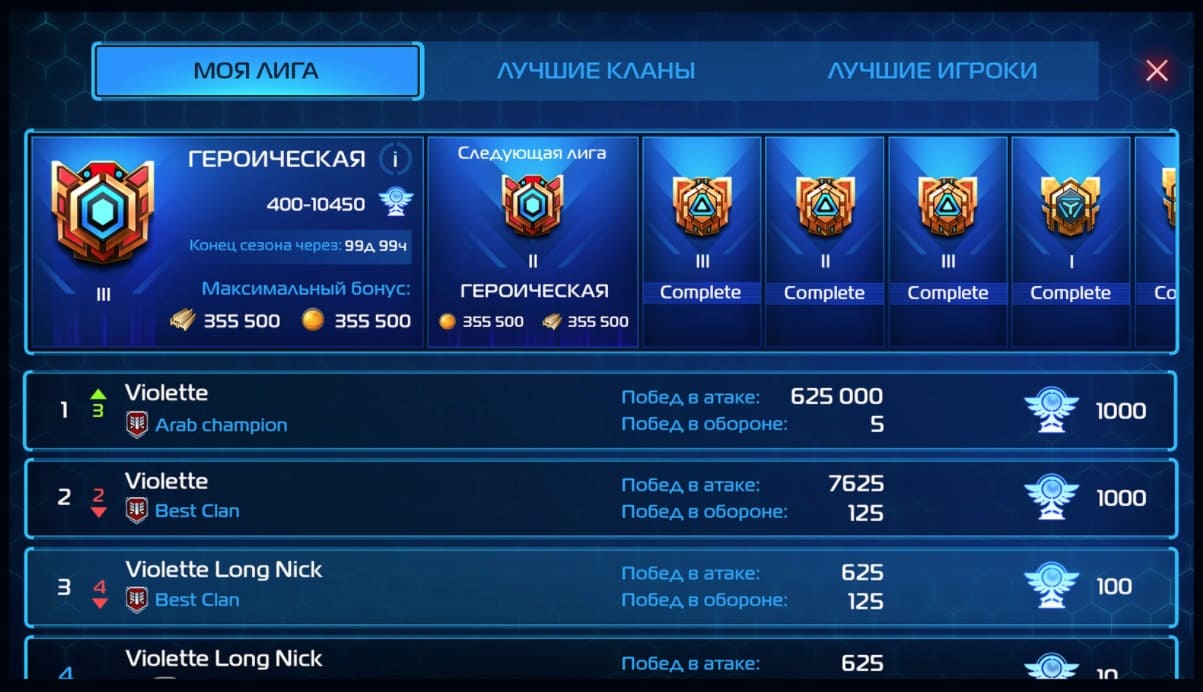 МОЯ ЛИГА
ЛУЧШИЕ КЛАНЫ
ЛУЧШИЕ ИГРОКИ
ГЕРОИЧЕСКАЯ i
400-10450
Конец сезона через: 99д 99ч
III
Максимальный бонус:
355 500 355 500
Следующая лига
II
ГЕРОИЧЕСКАЯ
355 500 355 500
III
Complete
II
Complete
III
Complete
I
Complete
Co
1 3 Violette
Arab champion
Побед в атаке: 625 000
Побед в обороне: 5
1000
2 2 Violette
Best Clan
Побед в атаке: 7625
Побед в обороне: 125
1000
3 4 Violette Long Nick
Best Clan
Побед в атаке: 625
Побед в обороне: 125
100
4 Violette Long Nick
Побед в атаке: 625
10